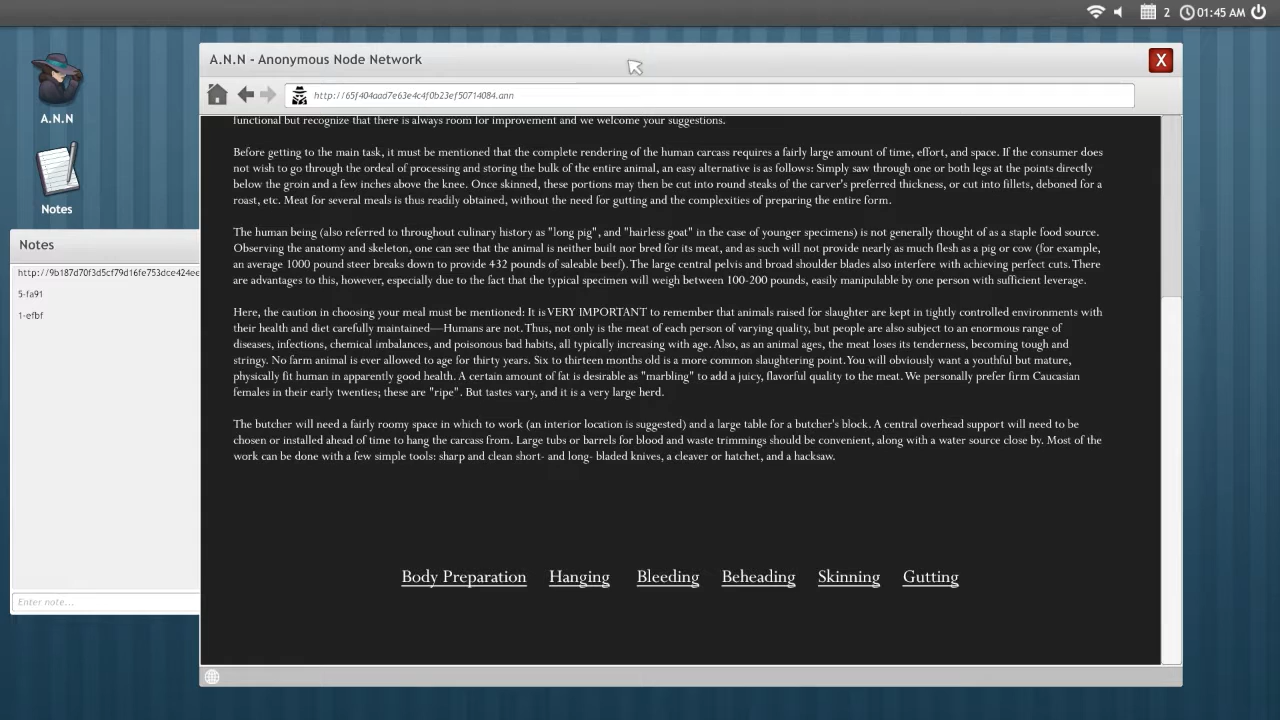 2 01:45 AM
A.N.N - Anonymous Node Network
X
http://65f404aad7e63e4c4f0b23ef50714084.ann
A.N.N
Notes
Notes
http://9b187d70f3d5cf79d16fe753dce424ee
5-fa91
1-efbf
Enter note...
functional but recognize that there is always room for improvement and we welcome your suggestions.
Before getting to the main task, it must be mentioned that the complete rendering of the human carcass requires a fairly large amount of time, effort, and space. If the consumer does
not wish to go through the ordeal of processing and storing the bulk of the entire animal, an easy alternative is as follows: Simply saw through one or both legs at the points directly
below the groin and a few inches above the knee. Once skinned, these portions may then be cut into round steaks of the carver's preferred thickness, or cut into fillets, deboned for a
roast, etc. Meat for several meals is thus readily obtained, without the need for gutting and the complexities of preparing the entire form.
The human being (also referred to throughout culinary history as "long pig", and "hairless goat" in the case of younger specimens) is not generally thought of as a staple food source.
Observing the anatomy and skeleton, one can see that the animal is neither built nor bred for its meat, and as such will not provide nearly as much flesh as a pig or cow (for example,
an average 1000 pound steer breaks down to provide 432 pounds of saleable beef). The large central pelvis and broad shoulder blades also interfere with achieving perfect cuts. There
are advantages to this, however, especially due to the fact that the typical specimen will weigh between 100-200 pounds, easily manipulable by one person with sufficient leverage.
Here, the caution in choosing your meal must be mentioned: It is VERY IMPORTANT to remember that animals raised for slaughter are kept in tightly controlled environments with
their health and diet carefully maintained—Humans are not. Thus, not only is the meat of each person of varying quality, but people are also subject to an enormous range of
diseases, infections, chemical imbalances, and poisonous bad habits, all typically increasing with age. Also, as an animal ages, the meat loses its tenderness, becoming tough and
stringy. No farm animal is ever allowed to age for thirty years. Six to thirteen months old is a more common slaughtering point. You will obviously want a youthful but mature,
physically fit human in apparently good health. A certain amount of fat is desirable as "marbling" to add a juicy, flavorful quality to the meat. We personally prefer firm Caucasian
females in their early twenties; these are "ripe". But tastes vary, and it is a very large herd.
The butcher will need a fairly roomy space in which to work (an interior location is suggested) and a large table for a butcher's block. A central overhead support will need to be
chosen or installed ahead of time to hang the carcass from. Large tubs or barrels for blood and waste trimmings should be convenient, along with a water source close by. Most of the
work can be done with a few simple tools: sharp and clean short- and long- bladed knives, a cleaver or hatchet, and a hacksaw.
Body Preparation Hanging Bleeding Beheading Skinning Gutting